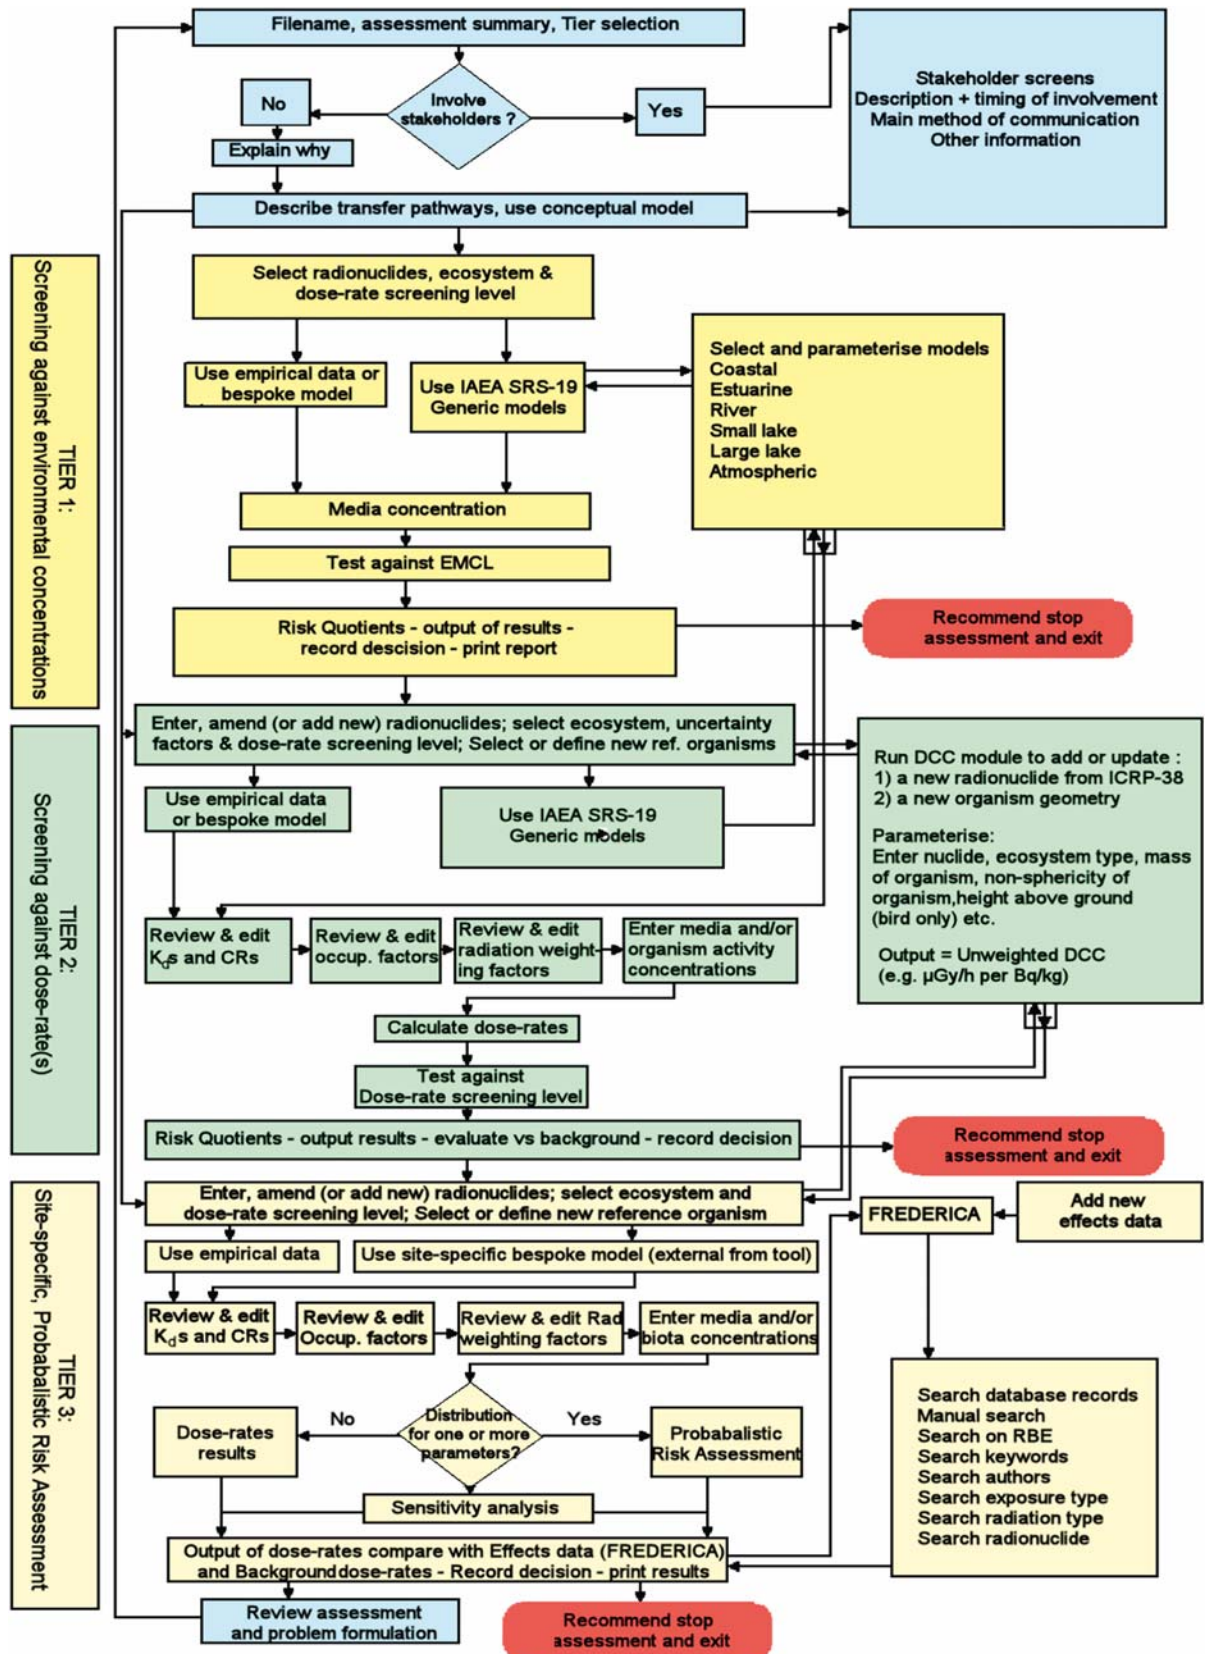 Filename, assessment summary, Tier selection
Involve
stakeholders ?
No
Yes
Explain why
Stakeholder screens
Description + timing of involvement
Main method of communication
Other information
Describe transfer pathways, use conceptual model
TIER 1:
Screening against environmental concentrations
Select radionuclides, ecosystem &
dose-rate screening level
Use empirical data or
bespoke model
Use IAEA SRS-19
Generic models
Select and parameterise models
Coastal
Estuarine
River
Small lake
Large lake
Atmospheric
Media concentration
Test against EMCL
Risk Quotients - output of results -
record descision - print report
Recommend stop
assessment and exit
TIER 2:
Screening against dose-rate(s)
Enter, amend (or add new) radionuclides; select ecosystem, uncertainty
factors & dose-rate screening level; Select or define new ref. organisms
Use empirical data
or bespoke model
Use IAEA SRS-19
Generic models
Run DCC module to add or update :
1) a new radionuclide from ICRP-38
2) a new organism geometry
Parameterise:
Enter nuclide, ecosystem type, mass
of organism, non-sphericity of
organism,height above ground
(bird only) etc.
Output = Unweighted DCC
(e.g. µGy/h per Bq/kg)
Review & edit
Kds and CRs
Review & edit
occup. factors
Review & edit
radiation weight-
ing factors
Enter media and/or
organism activity
concentrations
Calculate dose-rates
Test against
Dose-rate screening level
Risk Quotients - output results - evaluate vs background - record decision
Recommend stop
assessment and exit
TIER 3:
Site-specific, Probabalistic Risk Assessment
Enter, amend (or add new) radionuclides; select ecosystem and
dose-rate screening level; Select or define new reference organism
FREDERICA
Add new
effects data
Use empirical data
Use site-specific bespoke model (external from tool)
Review & edit
Kds and CRs
Review & edit
Occup. factors
Review & edit Rad
weighting factors
Enter media and/or
biota concentrations
Distribution
for one or more
parameters?
No
Yes
Dose-rates
results
Probabalistic
Risk Assessment
Sensitivity analysis
Search database records
Manual search
Search on RBE
Search keywords
Search authors
Search exposure type
Search radiation type
Search radionuclide
Output of dose-rates compare with Effects data (FREDERICA)
and Background dose-rates - Record decision - print results
Review assessment
and problem formulation
Recommend stop
assessment and exit